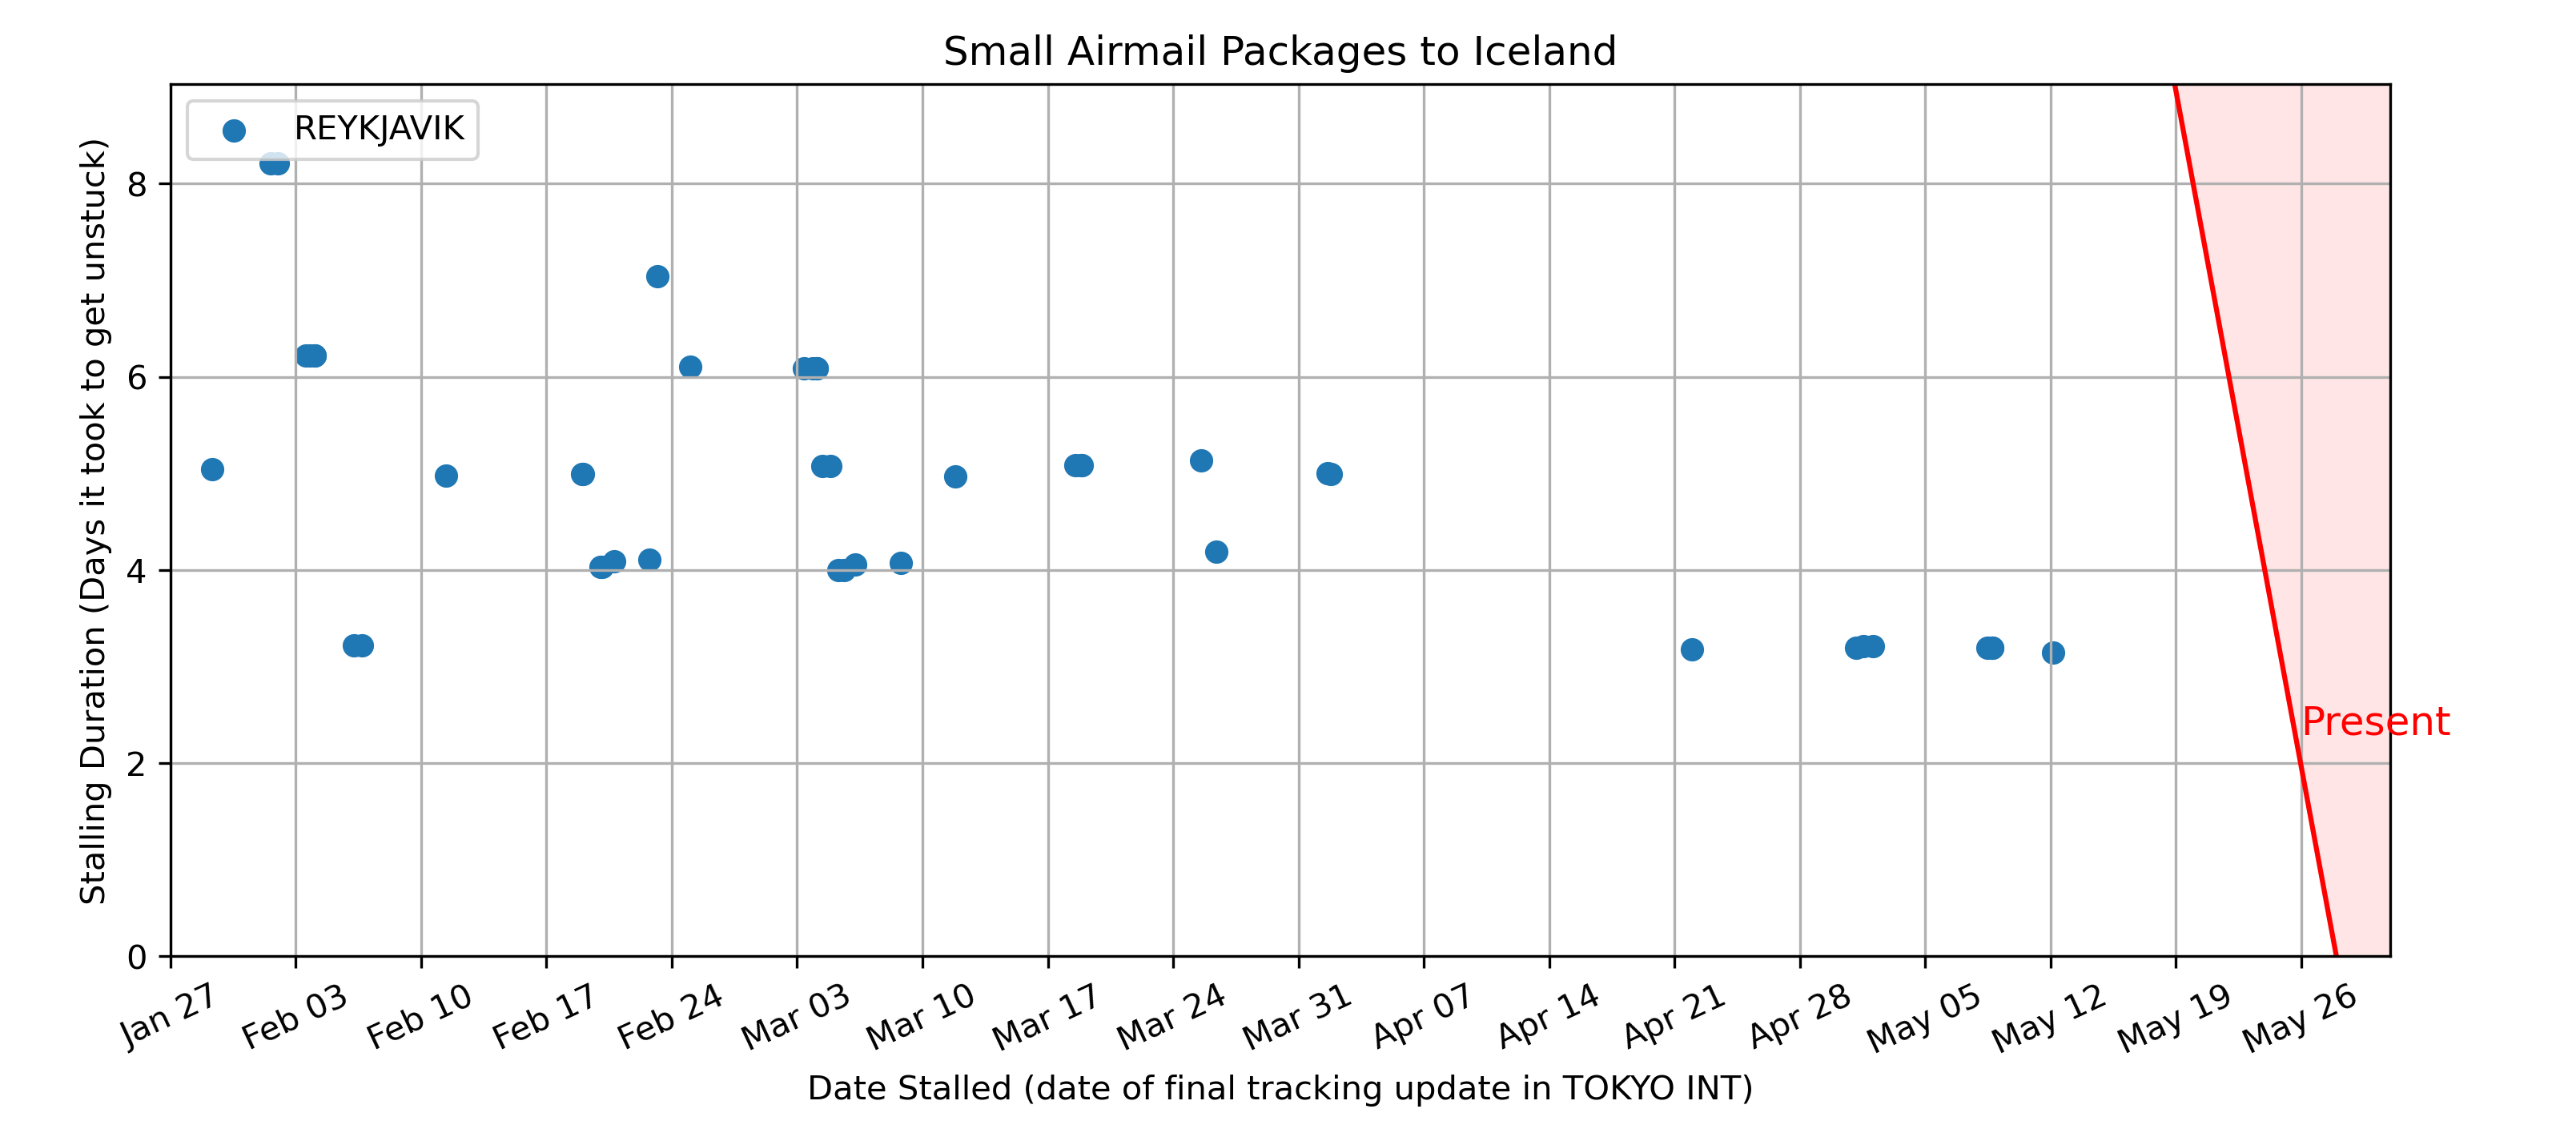 Small Airmail Packages to Iceland
REYKJAVIK
Stalling Duration (Days it took to get unstuck)
8
6
4
2
0
Present
Jan 27
Feb 03
Feb 10
Feb 17
Feb 24
Mar 03
Mar 10
Mar 17
Mar 24
Mar 31
Apr 07
Apr 14
Apr 21
Apr 28
May 05
May 12
May 19
May 26
Date Stalled (date of final tracking update in TOKYO INT)